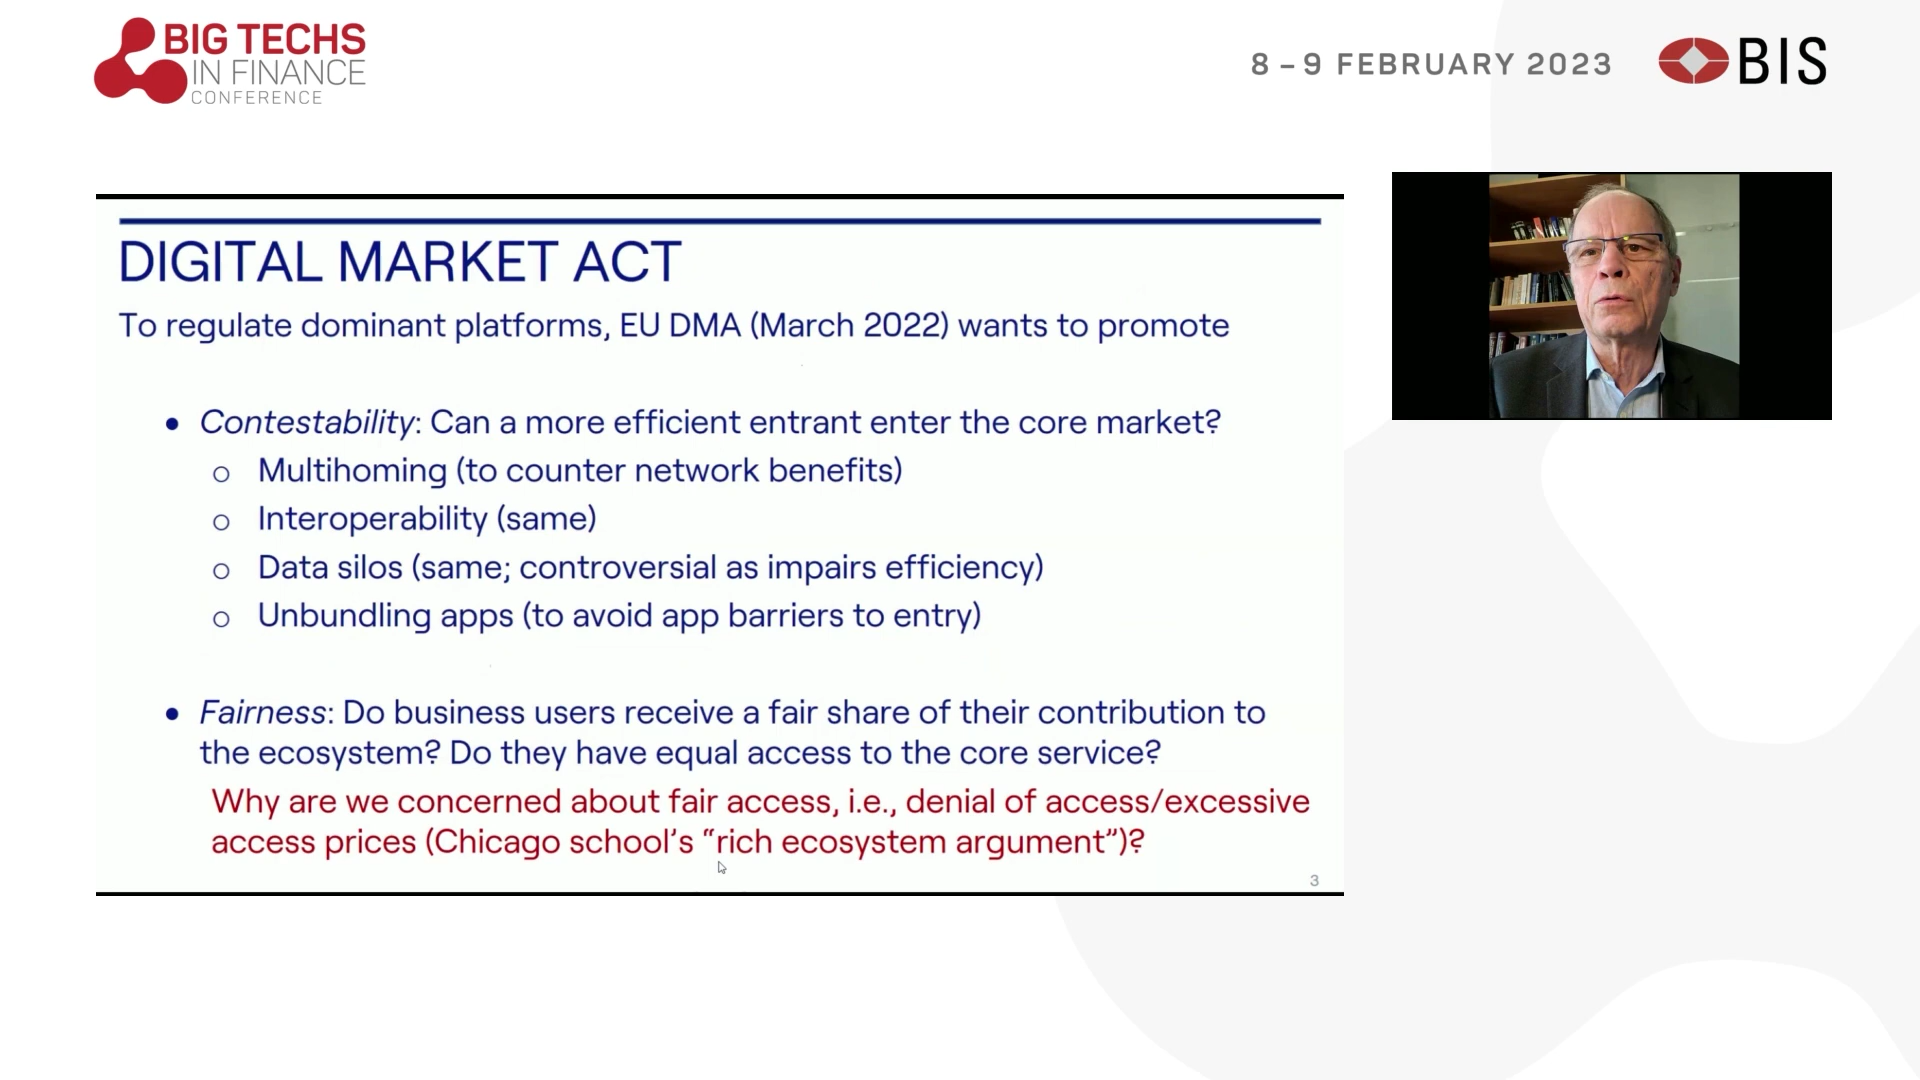 BIG TECHS
IN FINANCE
CONFERENCE
8 – 9 FEBRUARY 2023
BIS
DIGITAL MARKET ACT
To regulate dominant platforms, EU DMA (March 2022) wants to promote
• Contestability: Can a more efficient entrant enter the core market?
o Multihoming (to counter network benefits)
o Interoperability (same)
o Data silos (same; controversial as impairs efficiency)
o Unbundling apps (to avoid app barriers to entry)
• Fairness: Do business users receive a fair share of their contribution to
the ecosystem? Do they have equal access to the core service?
Why are we concerned about fair access, i.e., denial of access/excessive
access prices (Chicago school’s “rich ecosystem argument”)?
3